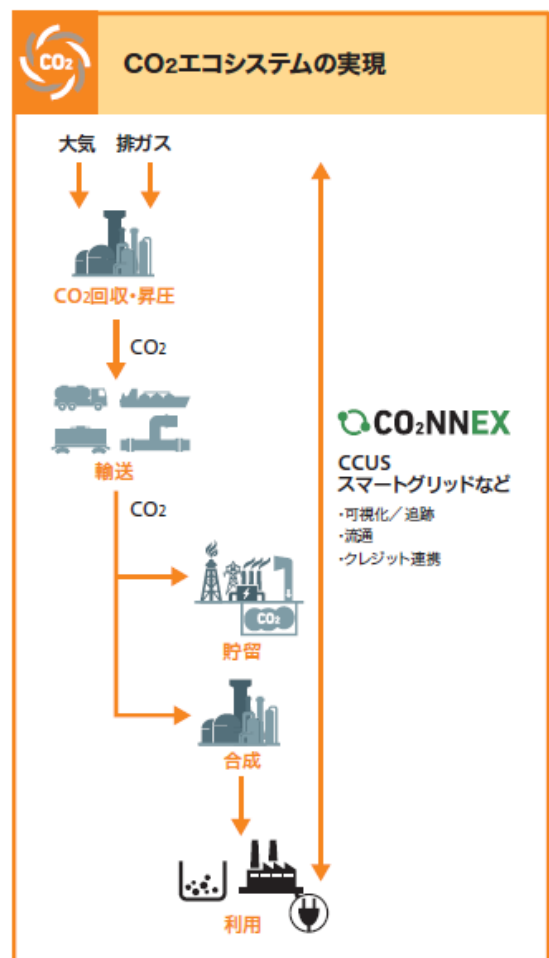 CO2
CO2エコシステムの実現
大気 排ガス
CO2回収・昇圧
CO2
輸送
CO2
CO2NNEX
CCUS
スマートグリッドなど
・可視化／追跡
・流通
・クレジット連携
CO2
貯留
合成
利用